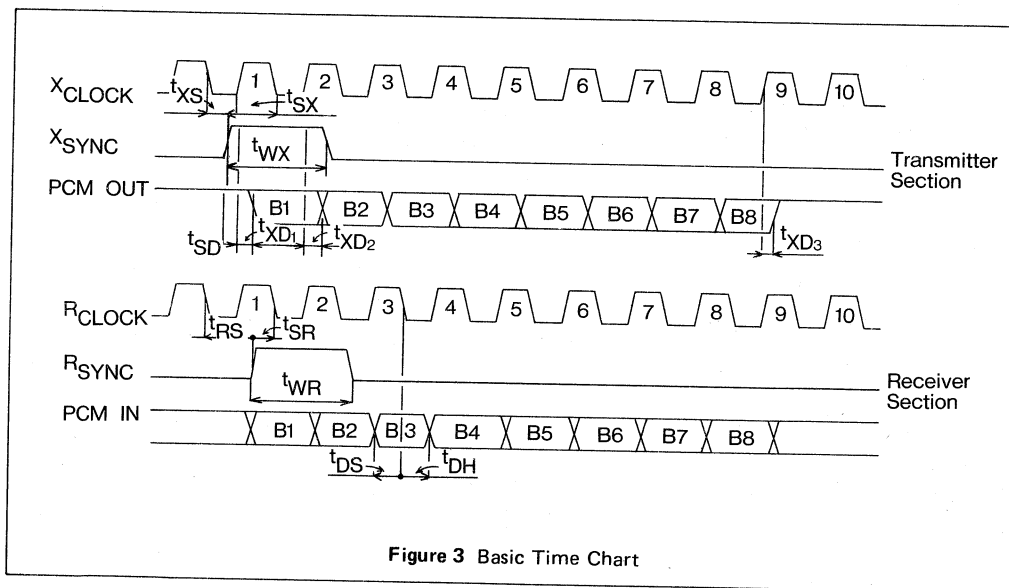 XCLOCK
tXS
1 2 3 4 5 6 7 8 9 10
tSX
XSYNC
tWX
Transmitter
Section
PCM OUT
B1 B2 B3 B4 B5 B6 B7 B8
tSD
tXD1
tXD2
tXD3
RCLOCK
1 2 3 4 5 6 7 8 9 10
tRS
tSR
RSYNC
tWR
Receiver
Section
PCM IN
B1 B2 B3 B4 B5 B6 B7 B8
tDS
tDH
Figure 3 Basic Time Chart